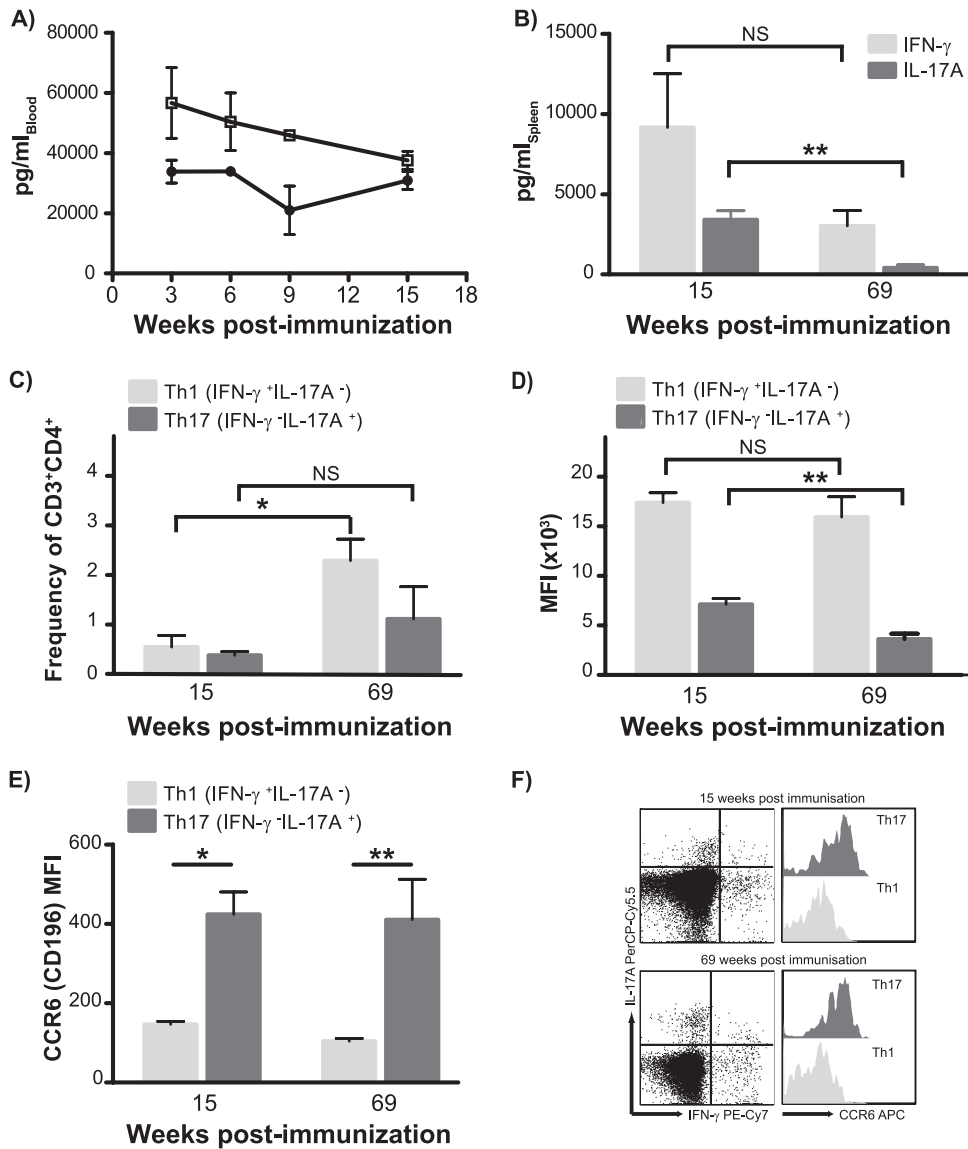 A)
80000
60000
40000
20000
0
pg/ml Blood
0 3 6 9 12 15 18
Weeks post-immunization
B)
15000
10000
5000
0
pg/ml Spleen
NS
**
IFN-γ
IL-17A
15 69
Weeks post-immunization
C)
Th1 (IFN-γ ⁺IL-17A ⁻)
Th17 (IFN-γ ⁻IL-17A ⁺)
Frequency of CD3⁺CD4⁺
4
3
2
1
0
NS
*
15 69
Weeks post-immunization
D)
Th1 (IFN-γ ⁺IL-17A ⁻)
Th17 (IFN-γ ⁻IL-17A ⁺)
MFI (x10³)
20
15
10
5
0
NS
**
15 69
Weeks post-immunization
E)
Th1 (IFN-γ ⁺IL-17A ⁻)
Th17 (IFN-γ ⁻IL-17A ⁺)
CCR6 (CD196) MFI
600
400
200
0
* **
15 69
Weeks post-immunization
F)
15 weeks post immunisation
Th17
Th1
69 weeks post immunisation
Th17
Th1
IL-17A PerCP-Cy5.5
IFN-γ PE-Cy7
CCR6 APC